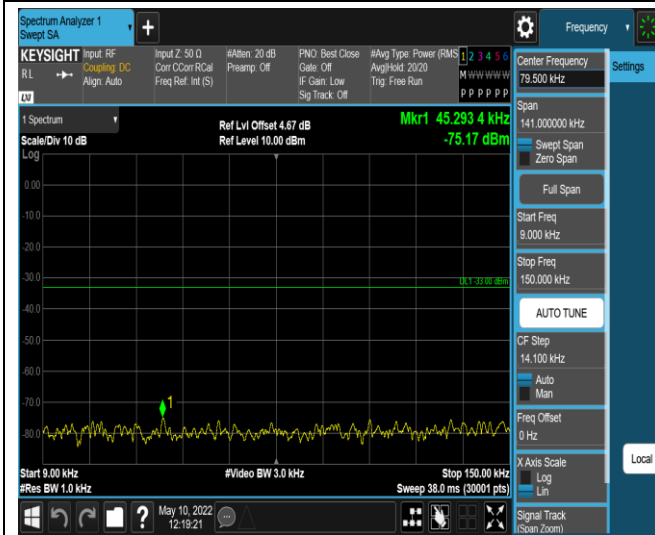 Spectrum Analyzer 1
Swept SA
+
Frequency
KEYSIGHT
RL
LXI
Input: RF
Coupling: DC
Align: Auto
Input Z: 50 Ω
Corr CCorr RCal
Freq Ref: Int (S)
#Atten: 20 dB
Preamp: Off
PNO: Best Close
Gate: Off
IF Gain: Low
Sig Track: Off
#Avg Type: Power (RMS
Avg|Hold: 20/20
Trig: Free Run
1 2 3 4 5 6
M W W W W W
P P P P P P
Center Frequency
79.500 kHz
Settings
Span
141.000000 kHz
Swept Span
Zero Span
Full Span
Start Freq
9.000 kHz
Stop Freq
150.000 kHz
AUTO TUNE
CF Step
14.100 kHz
Auto
Man
Freq Offset
0 Hz
X Axis Scale
Log
Lin
Local
Signal Track
(Span Zoom)
1 Spectrum
Scale/Div 10 dB
Log
Ref Lvl Offset 4.67 dB
Ref Level 10.00 dBm
Mkr1 45.293 4 kHz
-75.17 dBm
0.00
-10.0
-20.0
-30.0
DL1 -33.00 dBm
-40.0
-50.0
-60.0
-70.0
1
-80.0
Start 9.00 kHz
#Res BW 1.0 kHz
#Video BW 3.0 kHz
Stop 150.00 kHz
Sweep 38.0 ms (30001 pts)
?
May 10, 2022
12:19:21